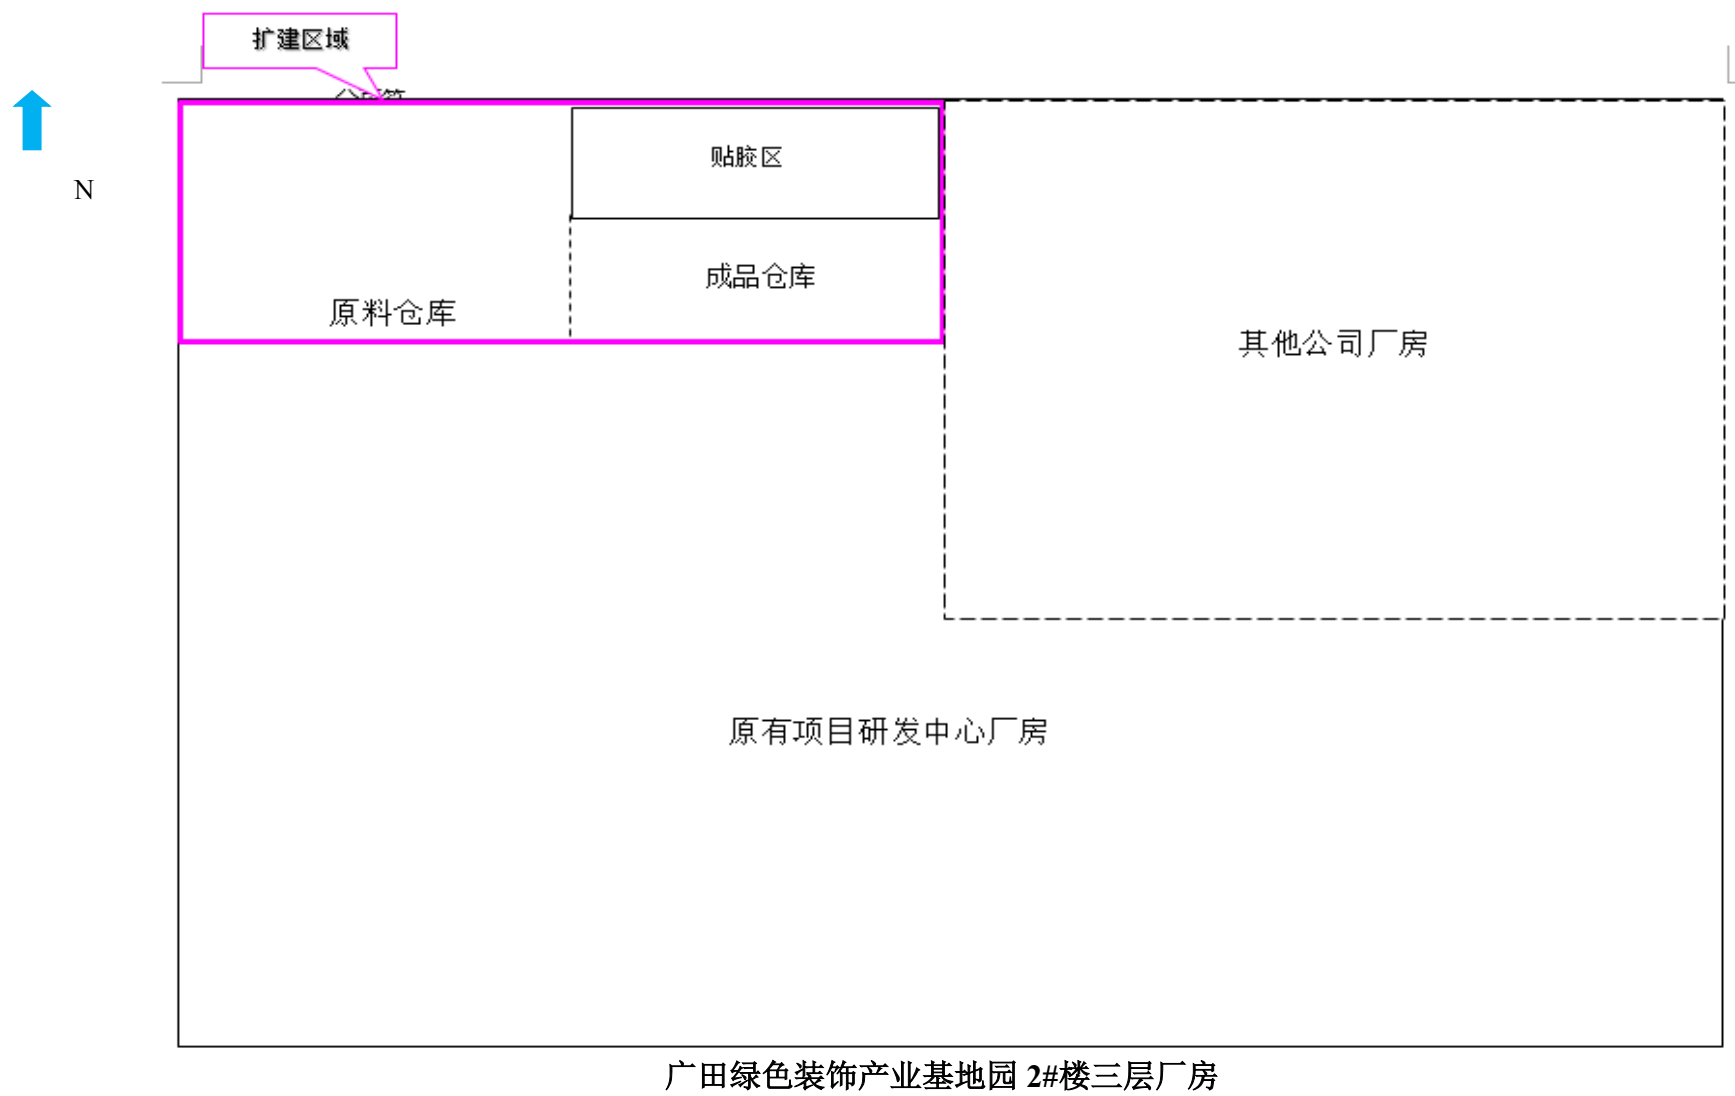 扩建区域
N
贴胶区
成品仓库
原料仓库
其他公司厂房
原有项目研发中心厂房
广田绿色装饰产业基地园 2#楼三层厂房